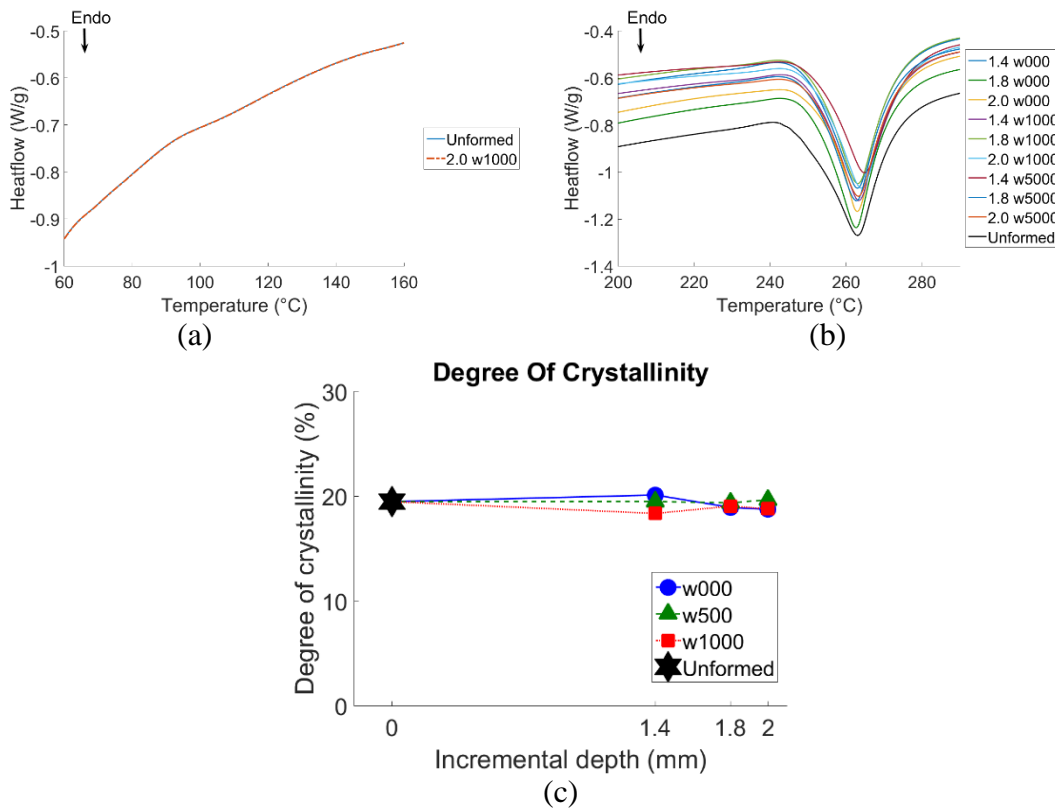 Endo
-0.5
-0.6
-0.7
-0.8
-0.9
-1
Heatflow (W/g)
60 80 100 120 140 160
Temperature (°C)
Unformed
2.0 w1000
(a)
Endo
-0.4
-0.6
-0.8
-1
-1.2
-1.4
Heatflow (W/g)
200 220 240 260 280
Temperature (°C)
1.4 w000
1.8 w000
2.0 w000
1.4 w1000
1.8 w1000
2.0 w1000
1.4 w5000
1.8 w5000
2.0 w5000
Unformed
(b)
Degree Of Crystallinity
30
20
10
0
Degree of crystallinity (%)
0 1.4 1.8 2
Incremental depth (mm)
w000
w500
w1000
Unformed
(c)